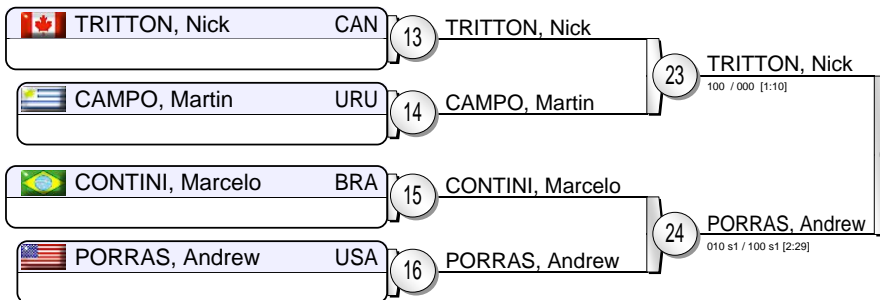 TRITTON, Nick CAN
13
TRITTON, Nick
CAMPO, Martin URU
14
CAMPO, Martin
23
TRITTON, Nick
100 / 000 [1:10]
CONTINI, Marcelo BRA
15
CONTINI, Marcelo
PORRAS, Andrew USA
16
PORRAS, Andrew
24
PORRAS, Andrew
010 s1 / 100 s1 [2:29]